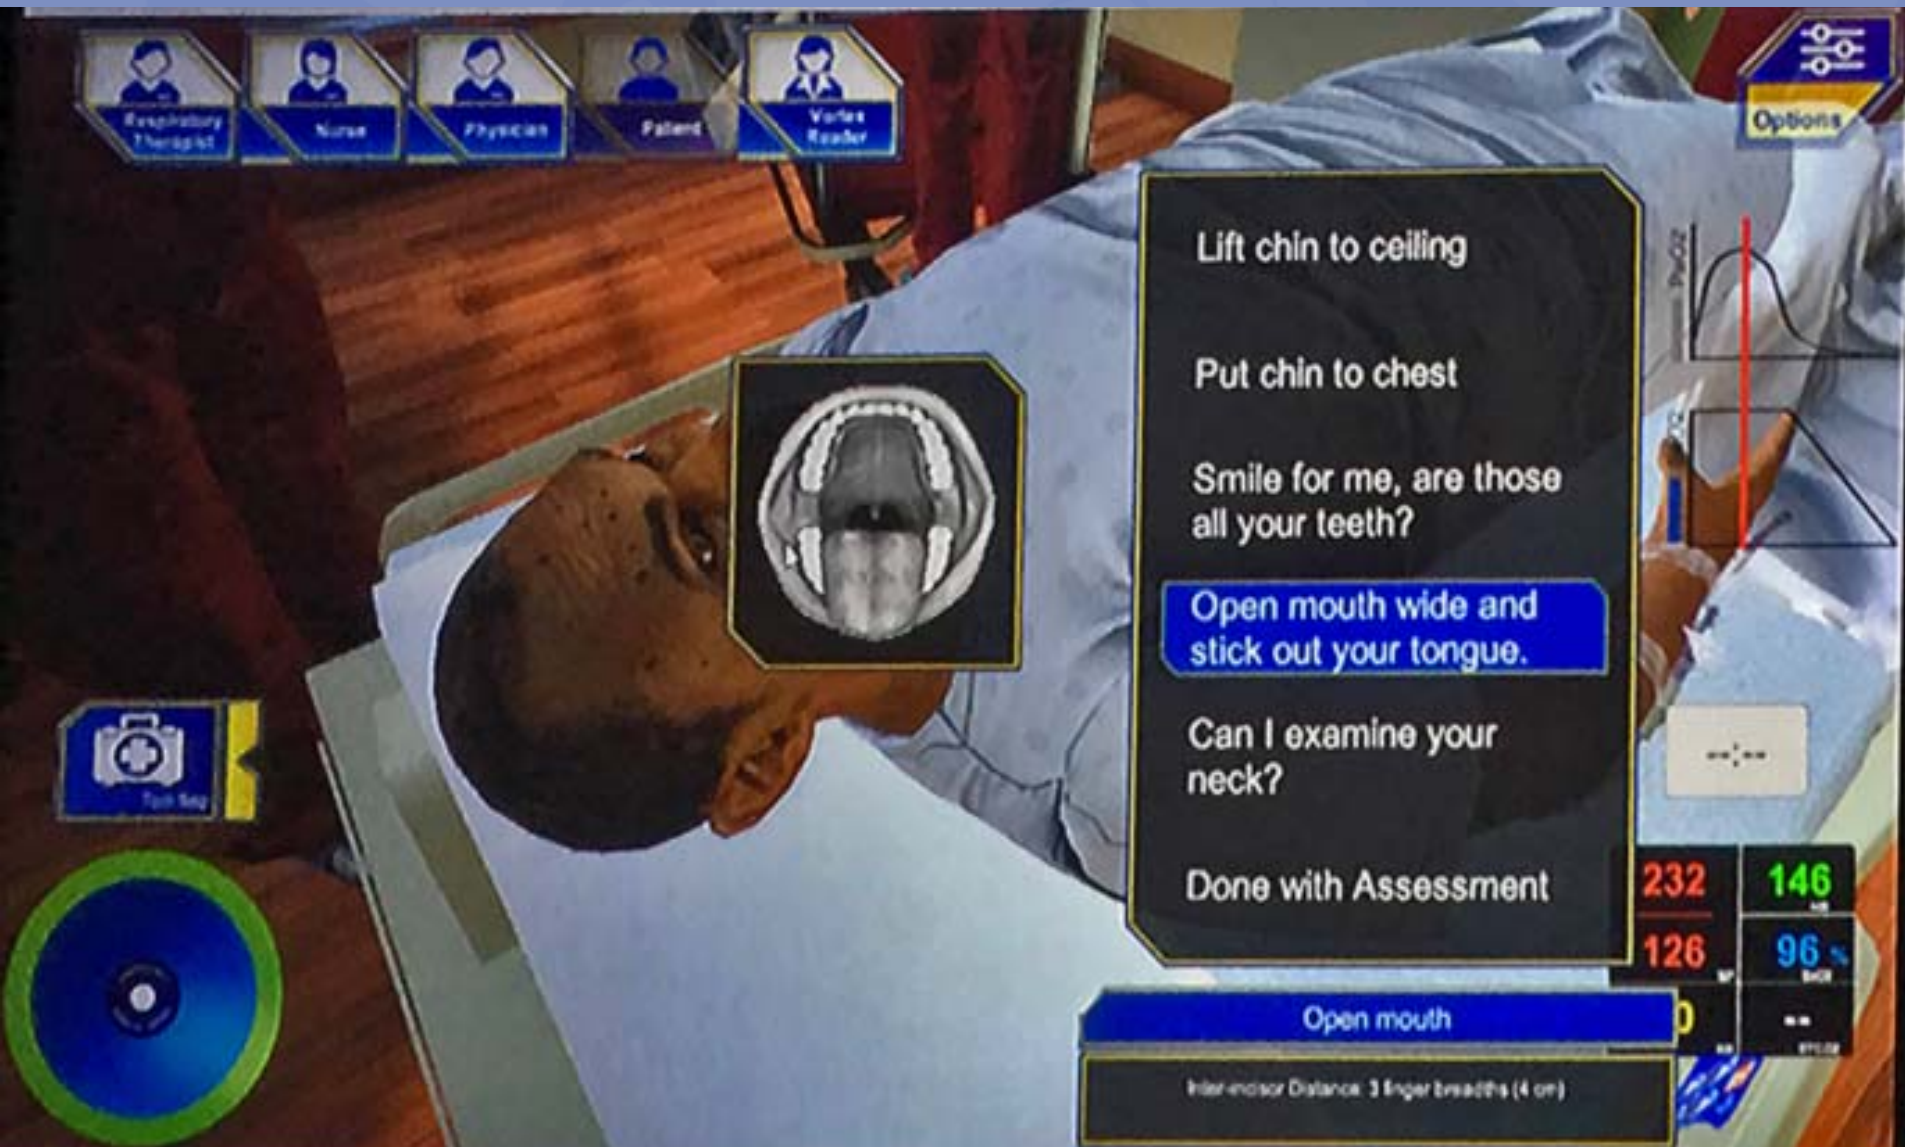 Respiratory
Therapist
Nurse
Physician
Patient
Vortex
Reader
Options
Lift chin to ceiling
Put chin to chest
Smile for me, are those
all your teeth?
Open mouth wide and
stick out your tongue.
Can I examine your
neck?
Done with Assessment
--:--
232
146
126
96 %
0
--
Open mouth
Inter-incisor Distance: 3 finger breadths (4 cm)